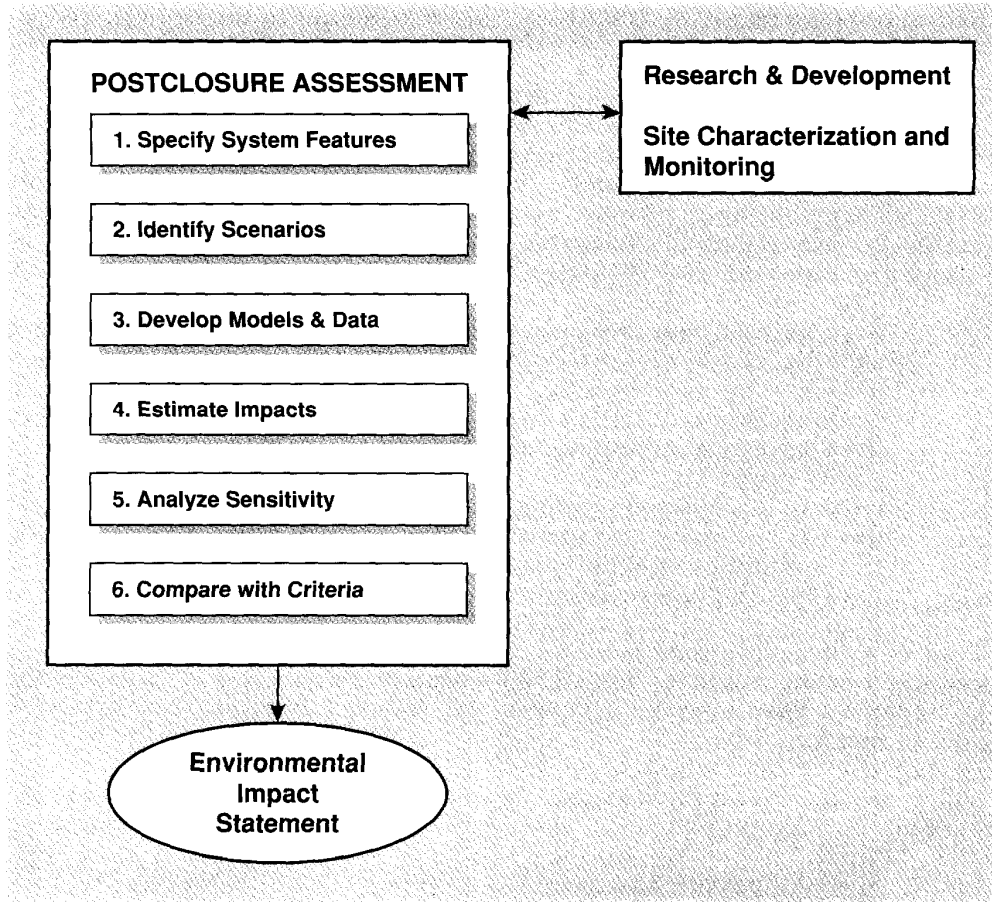 POSTCLOSURE ASSESSMENT
1. Specify System Features
2. Identify Scenarios
3. Develop Models & Data
4. Estimate Impacts
5. Analyze Sensitivity
6. Compare with Criteria
Research & Development
Site Characterization and
Monitoring
Environmental
Impact
Statement